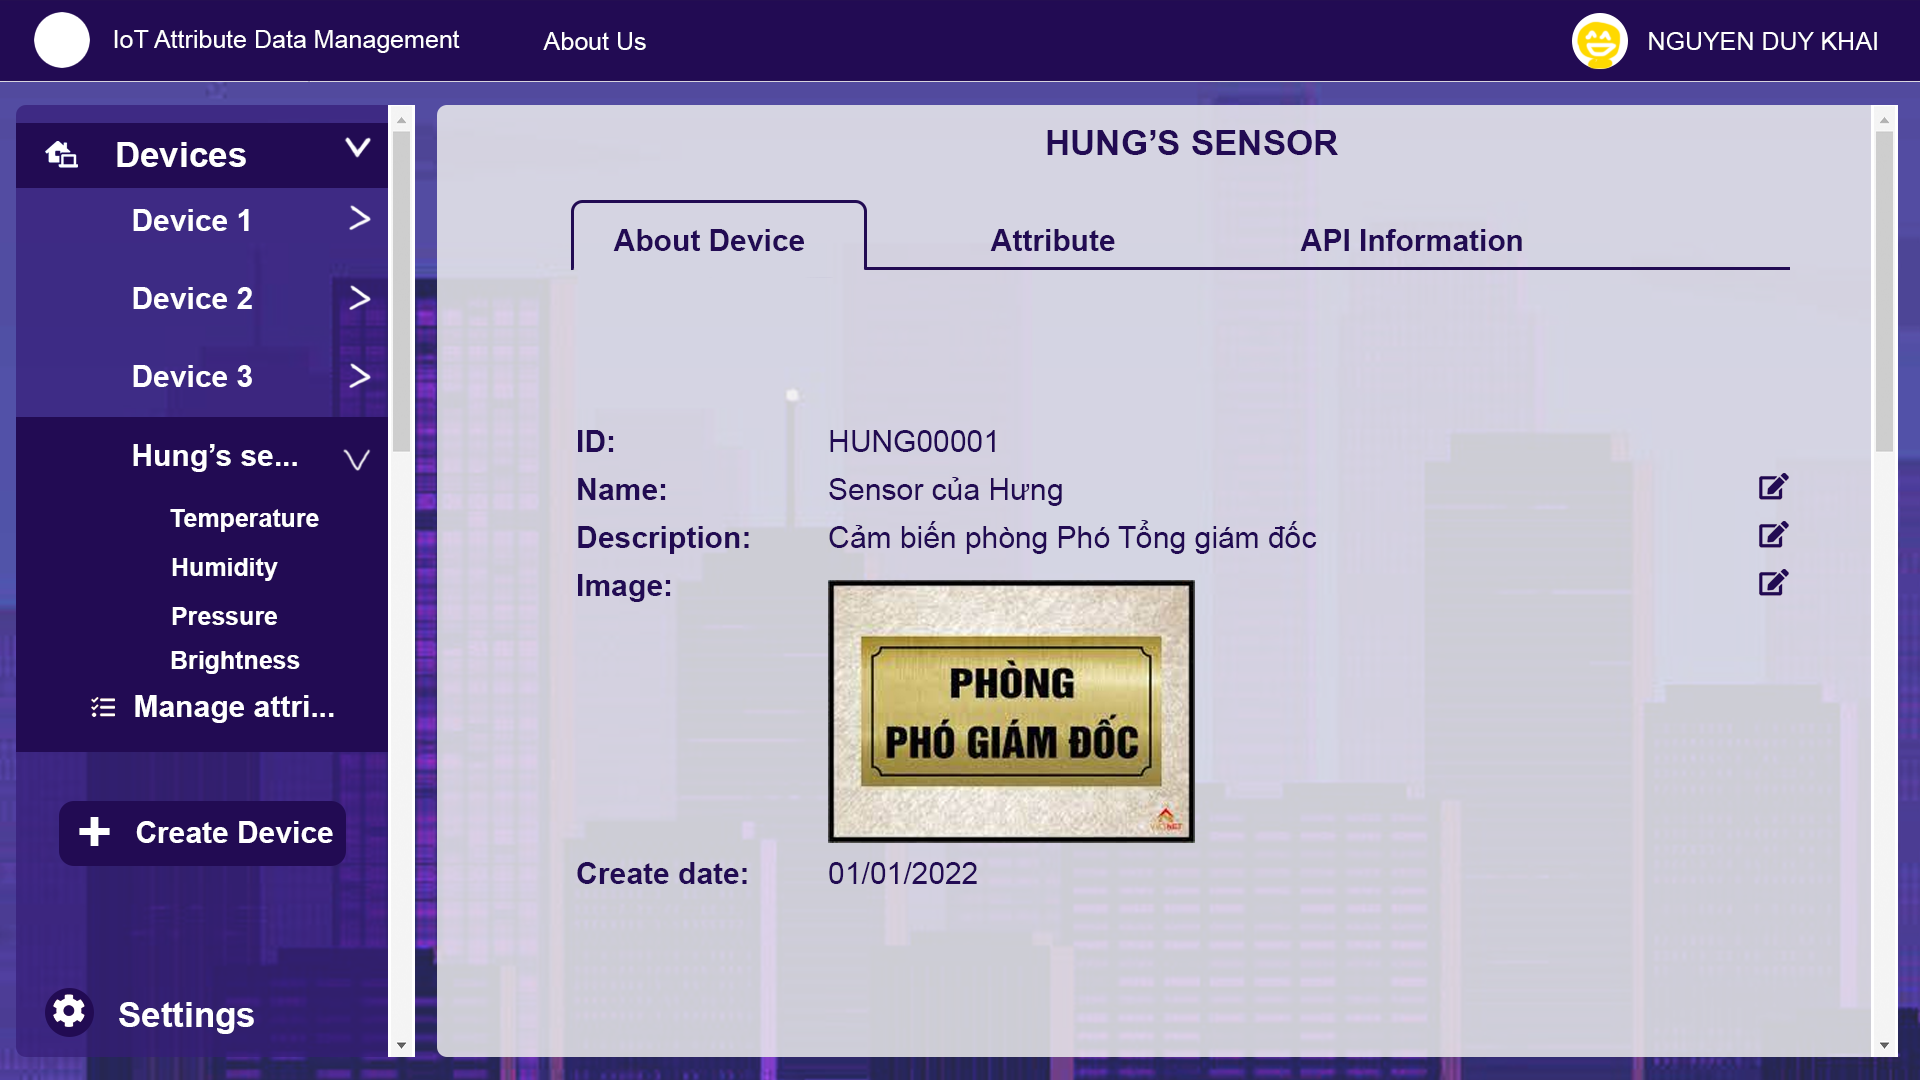 IoT Attribute Data Management
About Us
NGUYEN DUY KHAI
Devices
Device 1
Device 2
Device 3
Hung’s se...
Temperature
Humidity
Pressure
Brightness
Manage attri...
Create Device
Settings
HUNG’S SENSOR
About Device
Attribute
API Information
ID: HUNG00001
Name: Sensor của Hưng
Description: Cảm biến phòng Phó Tổng giám đốc
Image:
PHÒNG
PHÓ GIÁM ĐỐC
Create date: 01/01/2022